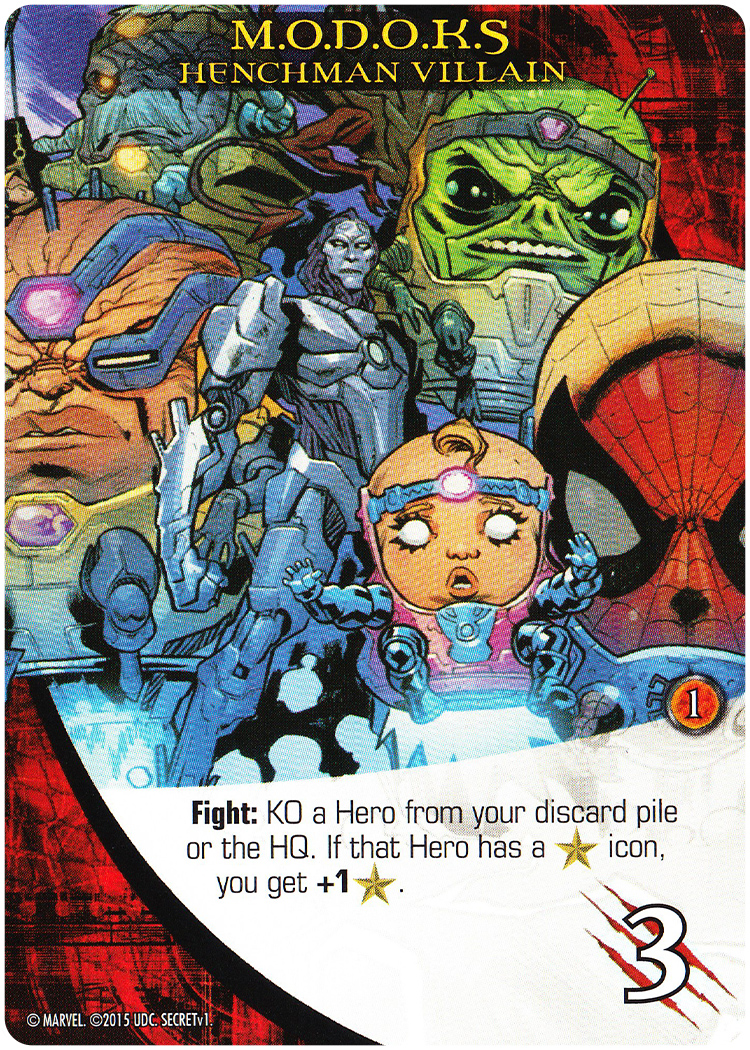 M.O.D.O.K.S
HENCHMAN VILLAIN
1
Fight: KO a Hero from your discard pile
or the HQ. If that Hero has a ★ icon,
you get +1★.
3
© MARVEL. ©2015 UDC. SECRETv1.